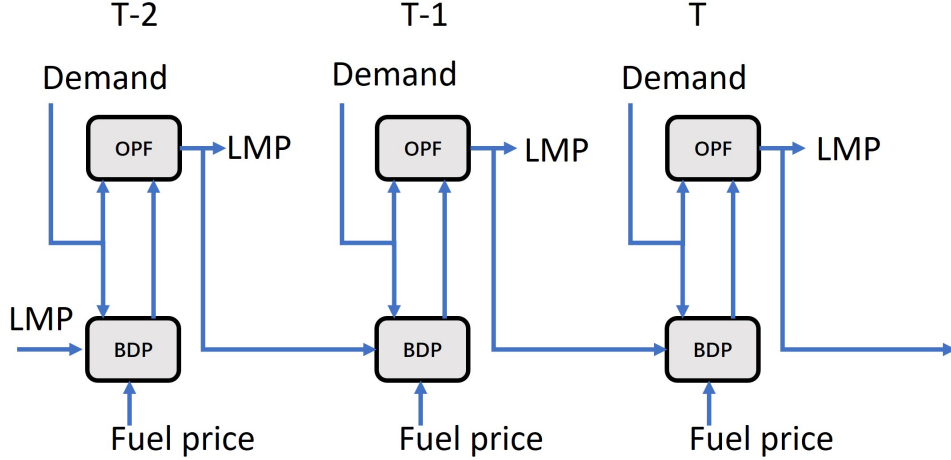 T-2
T-1
T
Demand
Demand
Demand
OPF
LMP
OPF
LMP
OPF
LMP
LMP
BDP
BDP
BDP
Fuel price
Fuel price
Fuel price